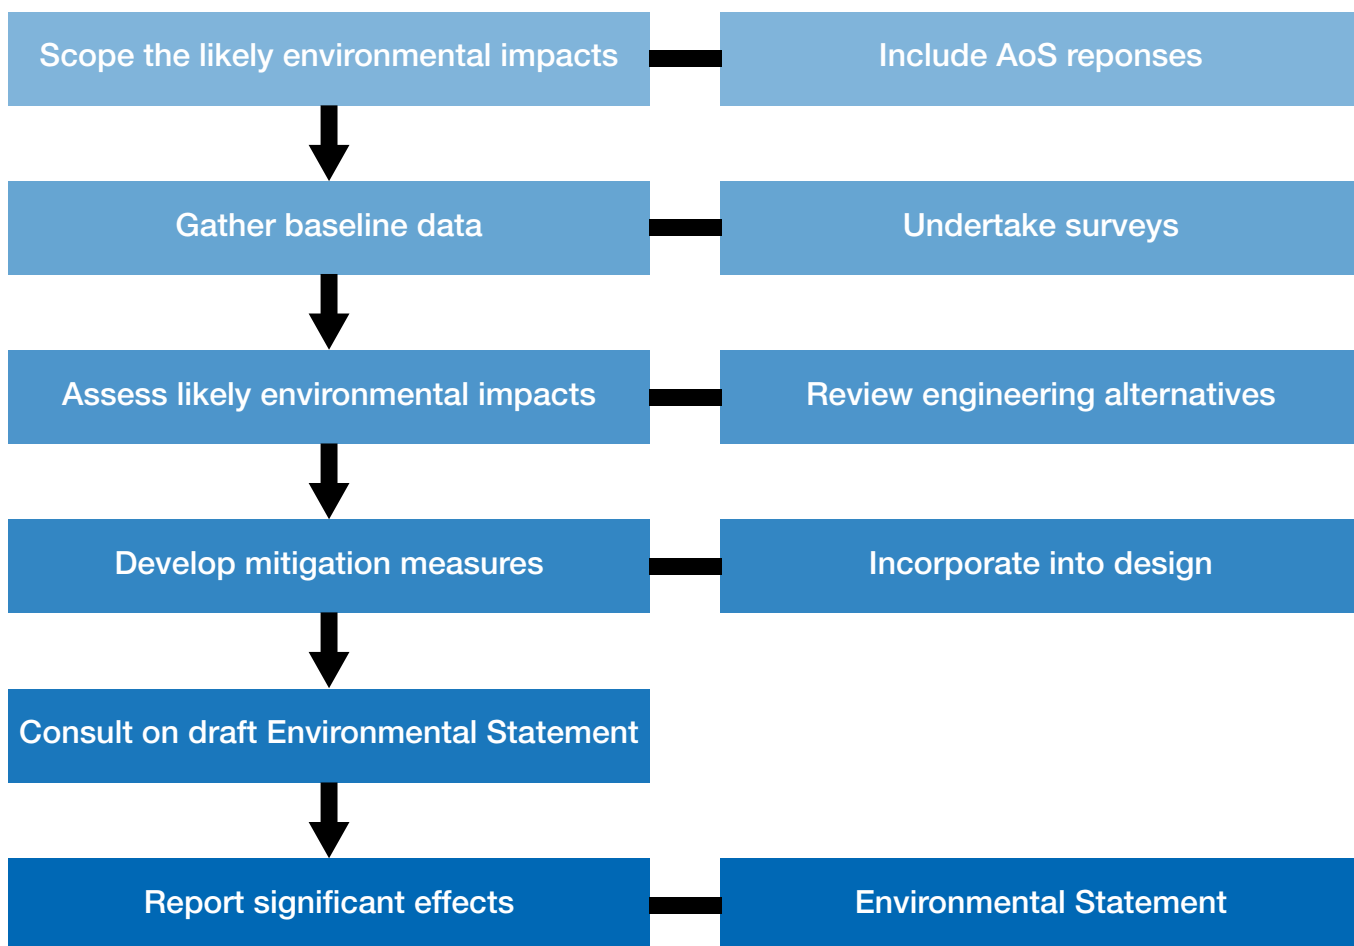 Scope the likely environmental impacts
Include AoS reponses
Gather baseline data
Undertake surveys
Assess likely environmental impacts
Review engineering alternatives
Develop mitigation measures
Incorporate into design
Consult on draft Environmental Statement
Report significant effects
Environmental Statement